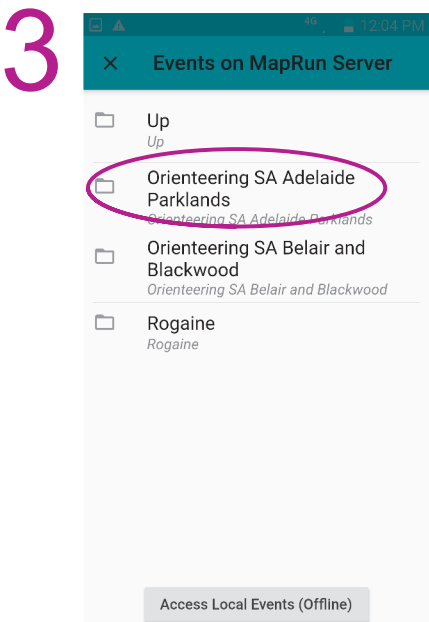 3
4G 12:04 PM
× Events on MapRun Server
Up
Up
Orienteering SA Adelaide
Parklands
Orienteering SA Adelaide Parklands
Orienteering SA Belair and
Blackwood
Orienteering SA Belair and Blackwood
Rogaine
Rogaine
Access Local Events (Offline)